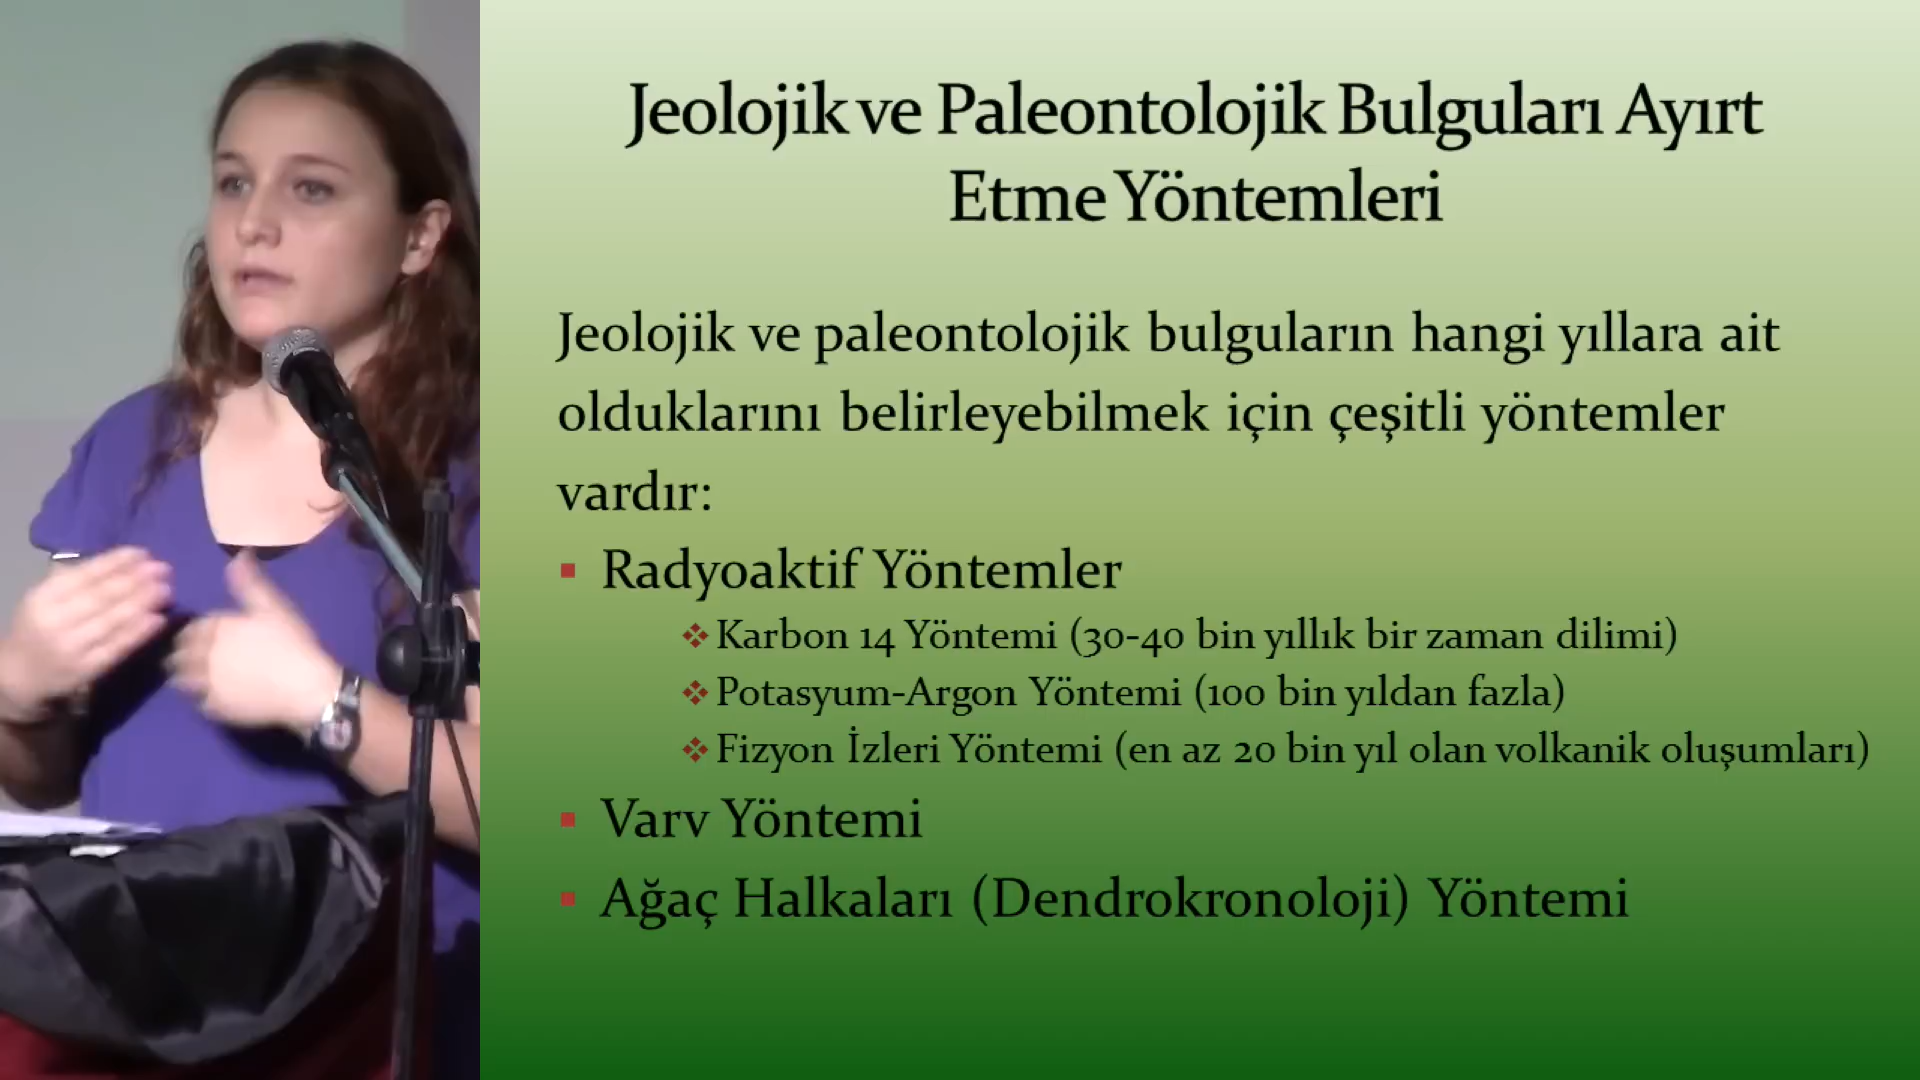 Jeolojik ve Paleontolojik Bulguları Ayırt
Etme Yöntemleri
Jeolojik ve paleontolojik bulguların hangi yıllara ait
olduklarını belirleyebilmek için çeşitli yöntemler
vardır:
Radyoaktif Yöntemler
Karbon 14 Yöntemi (30-40 bin yıllık bir zaman dilimi)
Potasyum-Argon Yöntemi (100 bin yıldan fazla)
Fizyon İzleri Yöntemi (en az 20 bin yıl olan volkanik oluşumları)
Varv Yöntemi
Ağaç Halkaları (Dendrokronoloji) Yöntemi